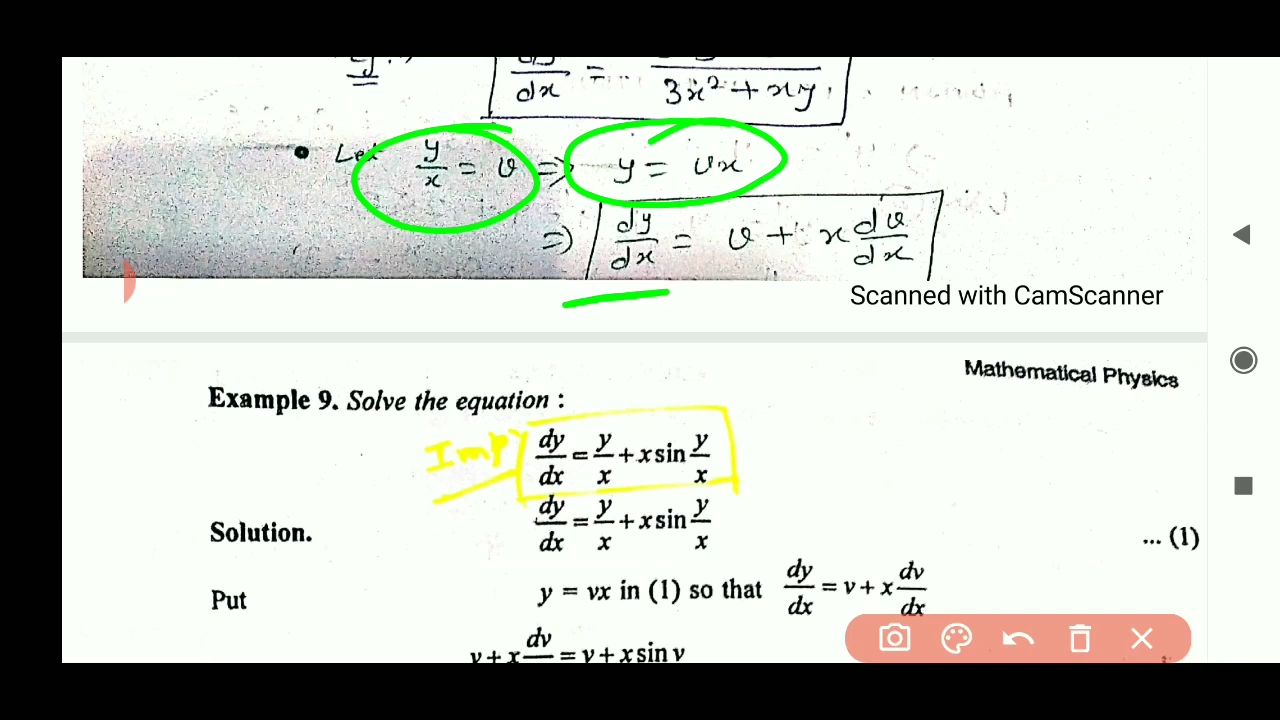 dy/dx = 3x² + xy
• Let y/x = v ⇒ y = vx
⇒ dy/dx = v + x dv/dx
Scanned with CamScanner
Mathematical Physics
Example 9. Solve the equation :
Imp dy/dx = y/x + x sin y/x
Solution. dy/dx = y/x + x sin y/x ... (1)
Put y = vx in (1) so that dy/dx = v + x dv/dx
v + x dv = v + x sin v